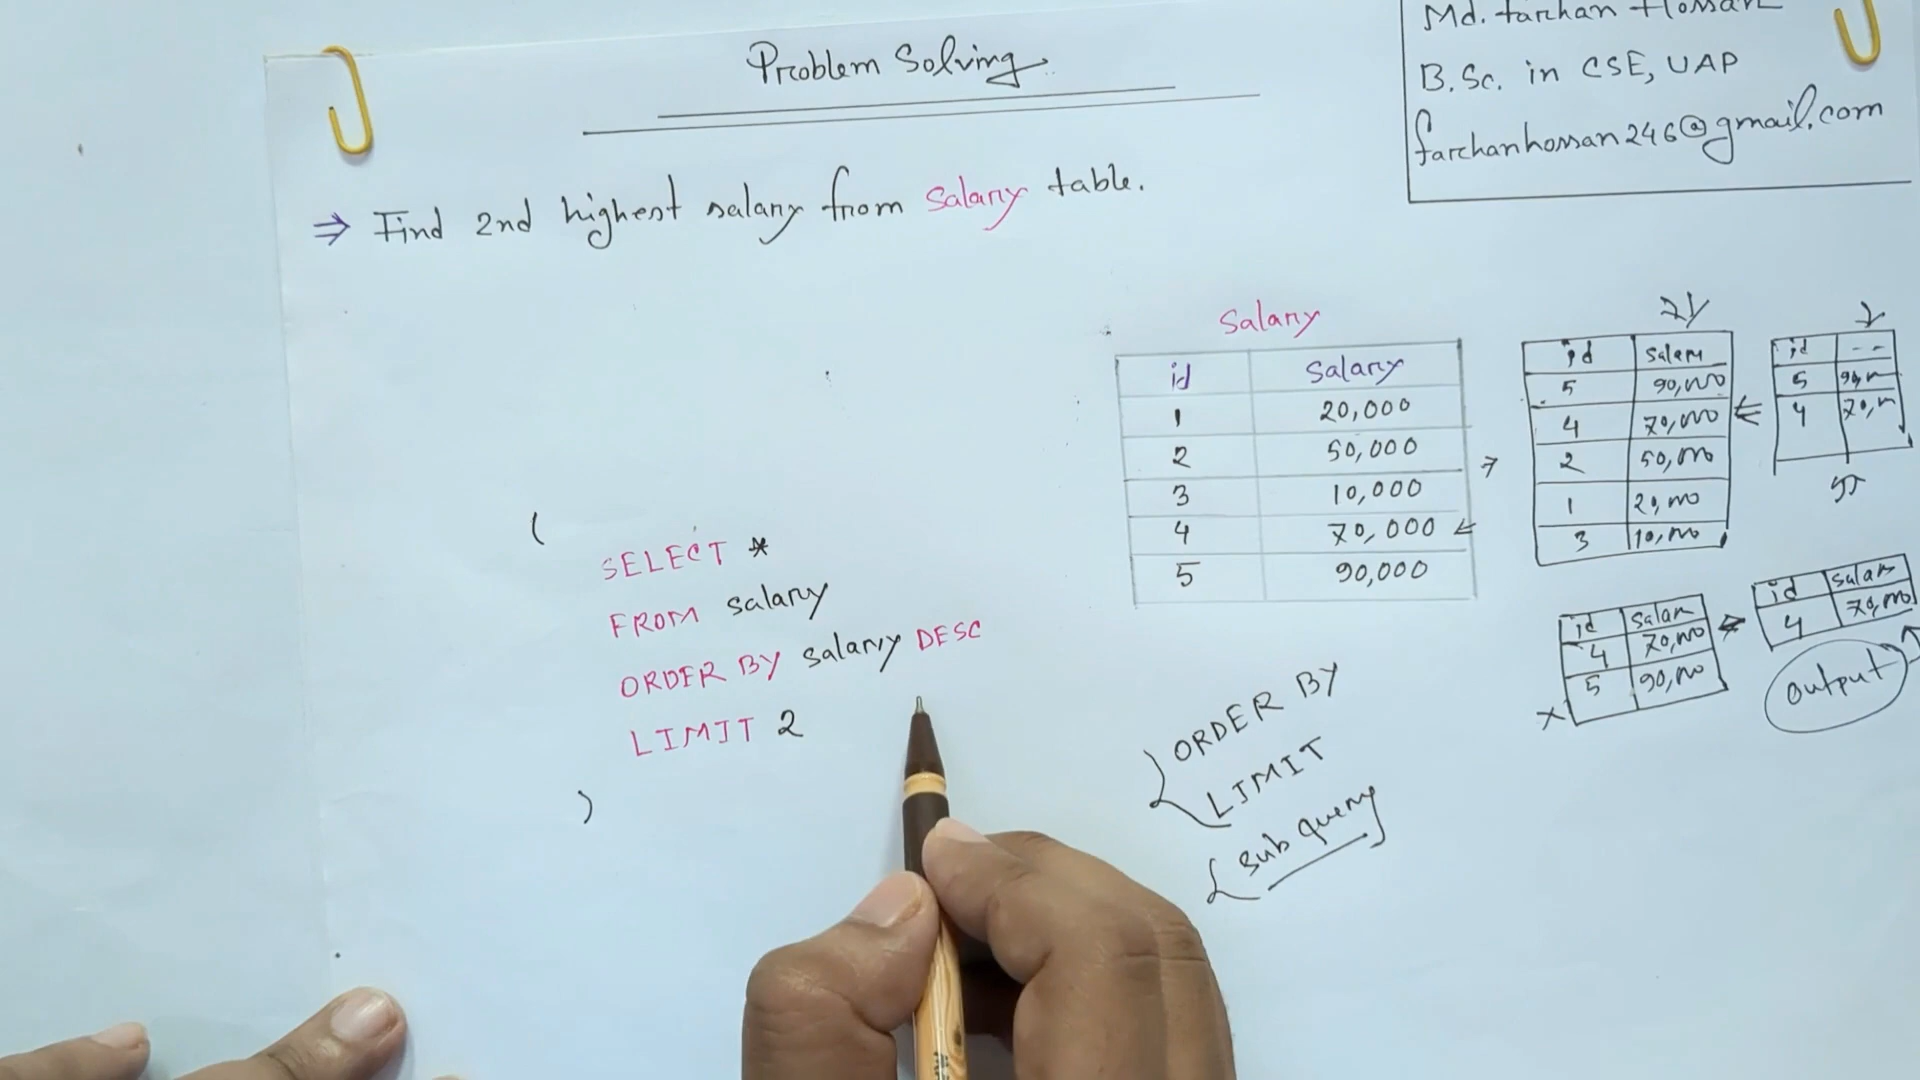 Problem Solving
Md. Farhan Hossan
B.Sc. in CSE, UAP
farhanhossan246@gmail.com
⇒ Find 2nd highest salary from Salary table.
Salary
id Salary
1 20,000
2 50,000
3 10,000
4 70,000
5 90,000
id
5 90,000
4 70,000
2 50,000
1 20,000
3 10,000
id --
5
4
(
SELECT *
FROM salary
ORDER BY salary DESC
LIMIT 2
)
id
4 70,000
5 90,000
id
4 70,000
output
ORDER BY
LIMIT
Sub query